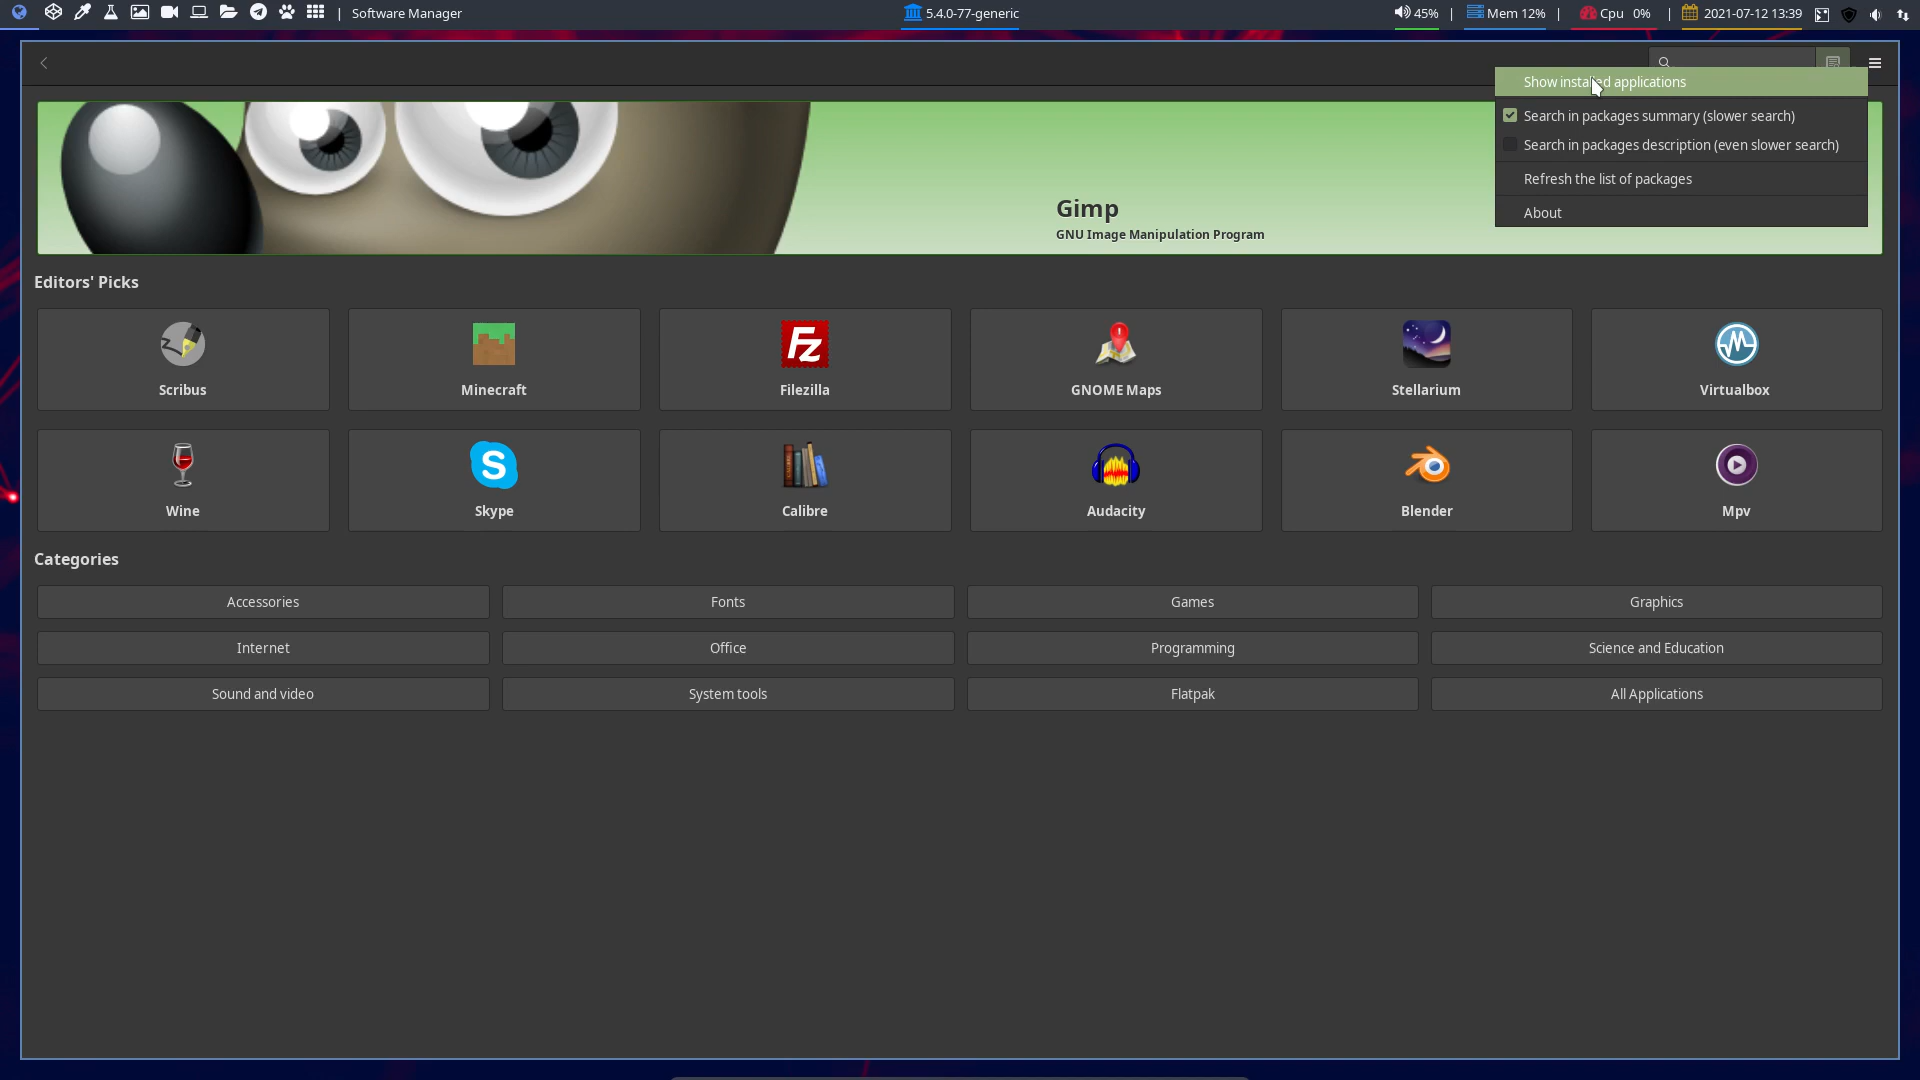 | Software Manager
5.4.0-77-generic
45% | Mem 12% | Cpu 0% | 2021-07-12 13:39
Show installed applications
Search in packages summary (slower search)
Search in packages description (even slower search)
Refresh the list of packages
About
Gimp
GNU Image Manipulation Program
Editors' Picks
Scribus
Minecraft
Fz
Filezilla
GNOME Maps
Stellarium
Virtualbox
Wine
S
Skype
Calibre
Audacity
Blender
Mpv
Categories
Accessories
Fonts
Games
Graphics
Internet
Office
Programming
Science and Education
Sound and video
System tools
Flatpak
All Applications